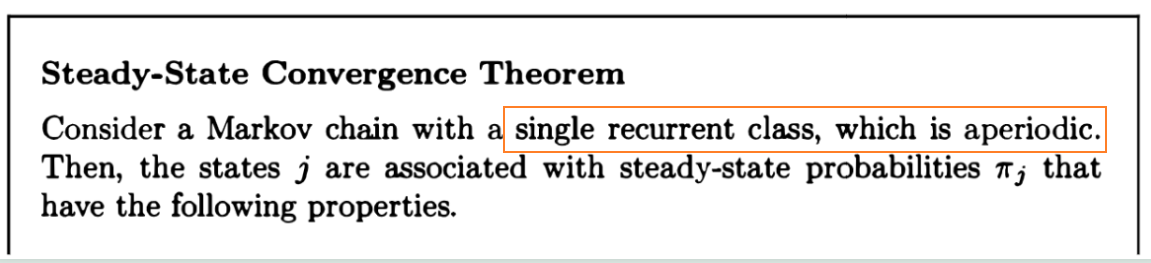 Steady-State Convergence Theorem
Consider a Markov chain with a single recurrent class, which is aperiodic.
Then, the states j are associated with steady-state probabilities πj that
have the following properties.